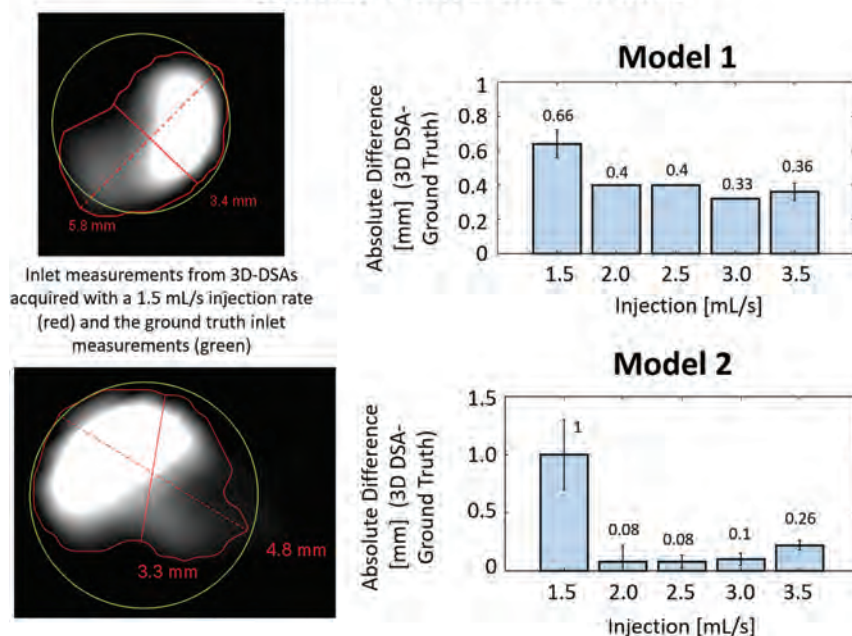 5.8 mm
3.4 mm
Inlet measurements from 3D-DSAs
acquired with a 1.5 mL/s injection rate
(red) and the ground truth inlet
measurements (green)
3.3 mm
4.8 mm
Model 1
Absolute Difference
[mm] (3D DSA-
Ground Truth)
1
0.8
0.6
0.4
0.2
0
0.66
0.4
0.4
0.33
0.36
1.5 2.0 2.5 3.0 3.5
Injection [mL/s]
Model 2
Absolute Difference
[mm] (3D DSA-
Ground Truth)
1.5
1.0
0.5
0
1
0.08
0.08
0.1
0.26
1.5 2.0 2.5 3.0 3.5
Injection [mL/s]